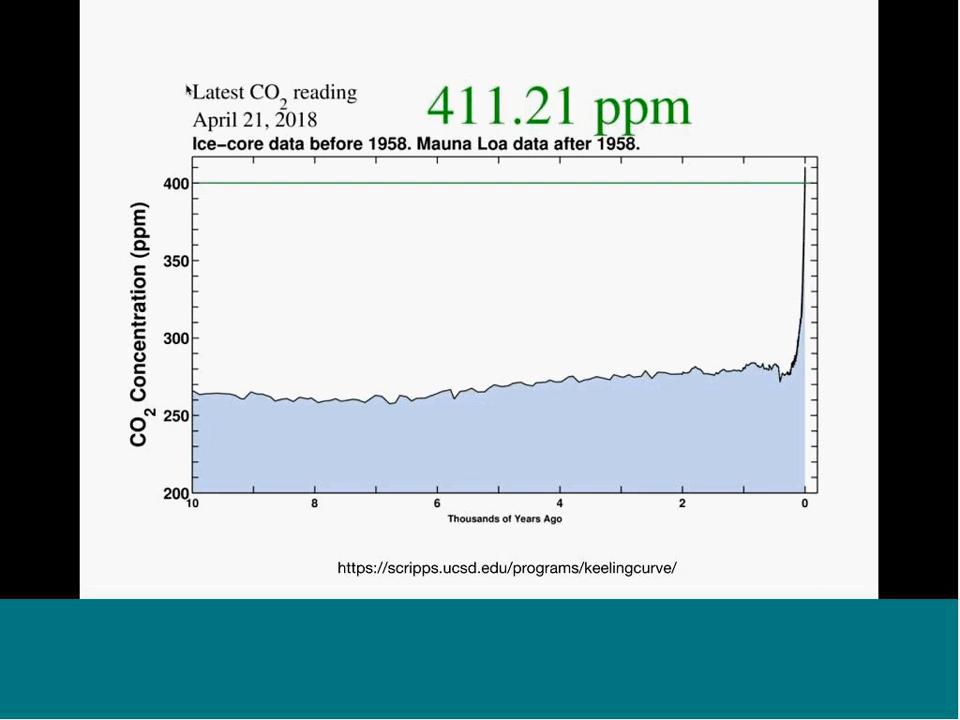 Latest CO2 reading
April 21, 2018
411.21 ppm
Ice-core data before 1958. Mauna Loa data after 1958.
CO2 Concentration (ppm)
400
350
300
250
200
10 8 6 4 2 0
Thousands of Years Ago
https://scripps.ucsd.edu/programs/keelingcurve/